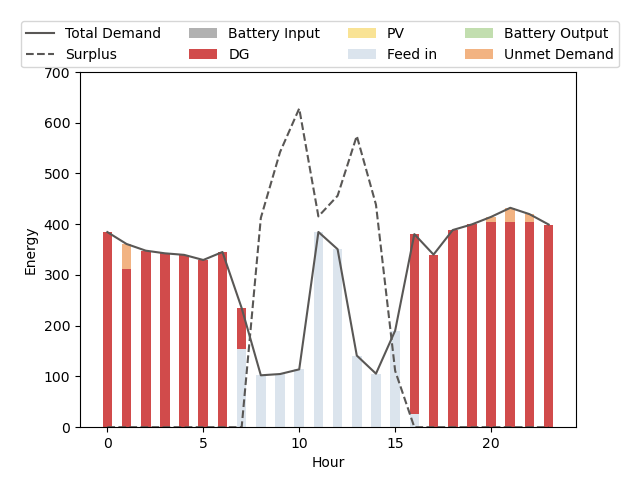 Total Demand Battery Input PV Battery Output
Surplus DG Feed in Unmet Demand
700
600
500
400
300
200
100
0
Energy
0 5 10 15 20
Hour